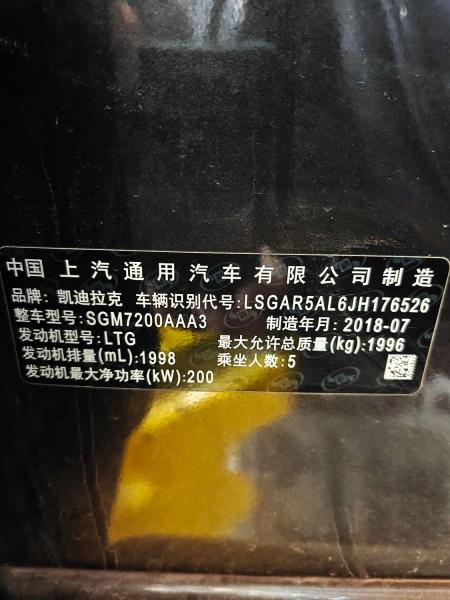 中国 上汽通用汽车有限公司制造
品牌: 凯迪拉克 车辆识别代号:LSGAR5AL6JH176526
整车型号:SGM7200AAA3 制造年月: 2018-07
发动机型号:LTG 最大允许总质量(kg):1996
发动机排量(mL):1998 乘坐人数:5
发动机最大净功率(kW):200